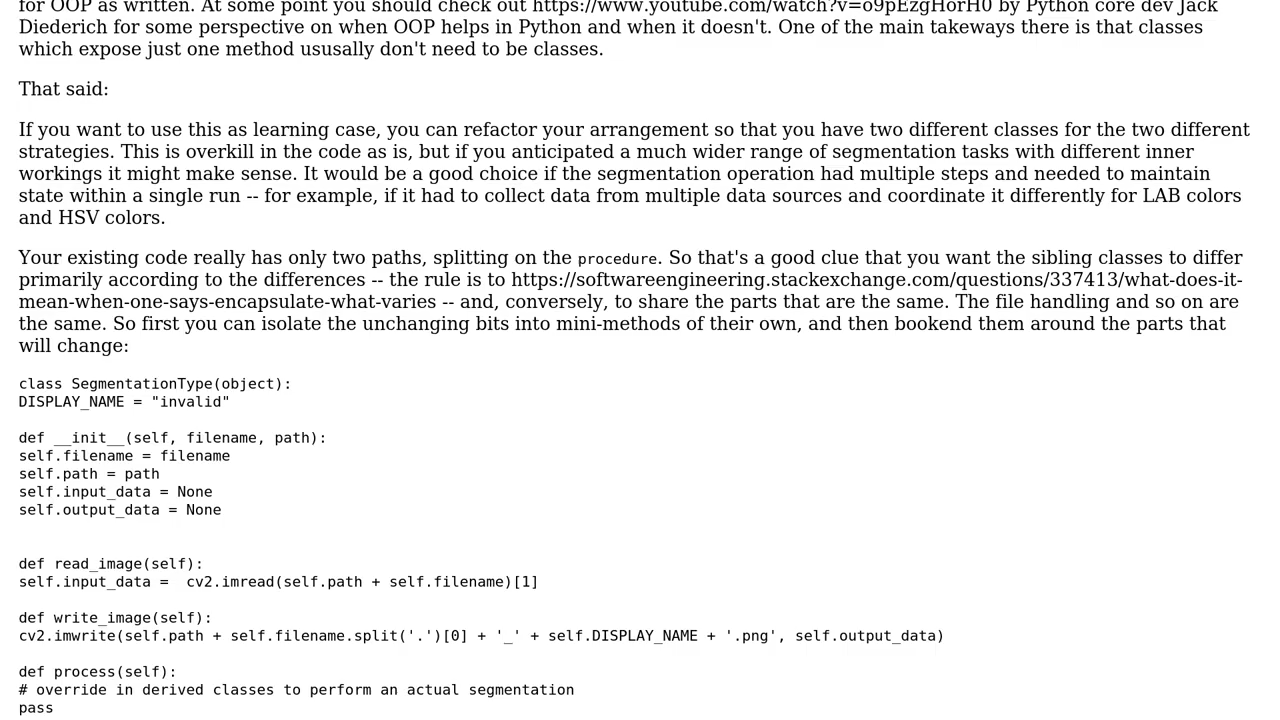 for OOP as written. At some point you should check out https://www.youtube.com/watch?v=o9pEzgHorH0 by Python core dev Jack
Diederich for some perspective on when OOP helps in Python and when it doesn't. One of the main takeways there is that classes
which expose just one method ususally don't need to be classes.
That said:
If you want to use this as learning case, you can refactor your arrangement so that you have two different classes for the two different
strategies. This is overkill in the code as is, but if you anticipated a much wider range of segmentation tasks with different inner
workings it might make sense. It would be a good choice if the segmentation operation had multiple steps and needed to maintain
state within a single run -- for example, if it had to collect data from multiple data sources and coordinate it differently for LAB colors
and HSV colors.
Your existing code really has only two paths, splitting on the procedure. So that's a good clue that you want the sibling classes to differ
primarily according to the differences -- the rule is to https://softwareengineering.stackexchange.com/questions/337413/what-does-it-
mean-when-one-says-encapsulate-what-varies -- and, conversely, to share the parts that are the same. The file handling and so on are
the same. So first you can isolate the unchanging bits into mini-methods of their own, and then bookend them around the parts that
will change:
class SegmentationType(object):
DISPLAY_NAME = "invalid"
def __init__(self, filename, path):
self.filename = filename
self.path = path
self.input_data = None
self.output_data = None
def read_image(self):
self.input_data =  cv2.imread(self.path + self.filename)[1]
def write_image(self):
cv2.imwrite(self.path + self.filename.split('.')[0] + '_' + self.DISPLAY_NAME + '.png', self.output_data)
def process(self):
# override in derived classes to perform an actual segmentation
pass